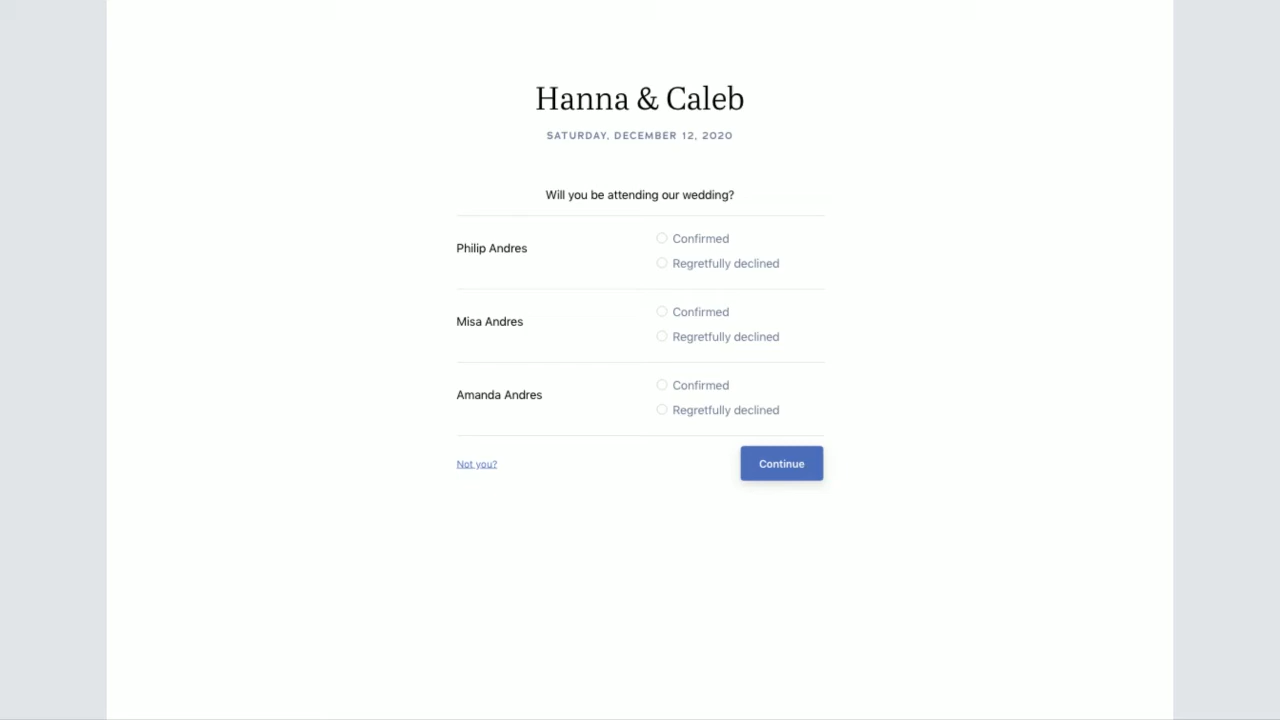 Hanna & Caleb
SATURDAY, DECEMBER 12, 2020
Will you be attending our wedding?
Philip Andres
Confirmed
Regretfully declined
Misa Andres
Confirmed
Regretfully declined
Amanda Andres
Confirmed
Regretfully declined
Not you?
Continue